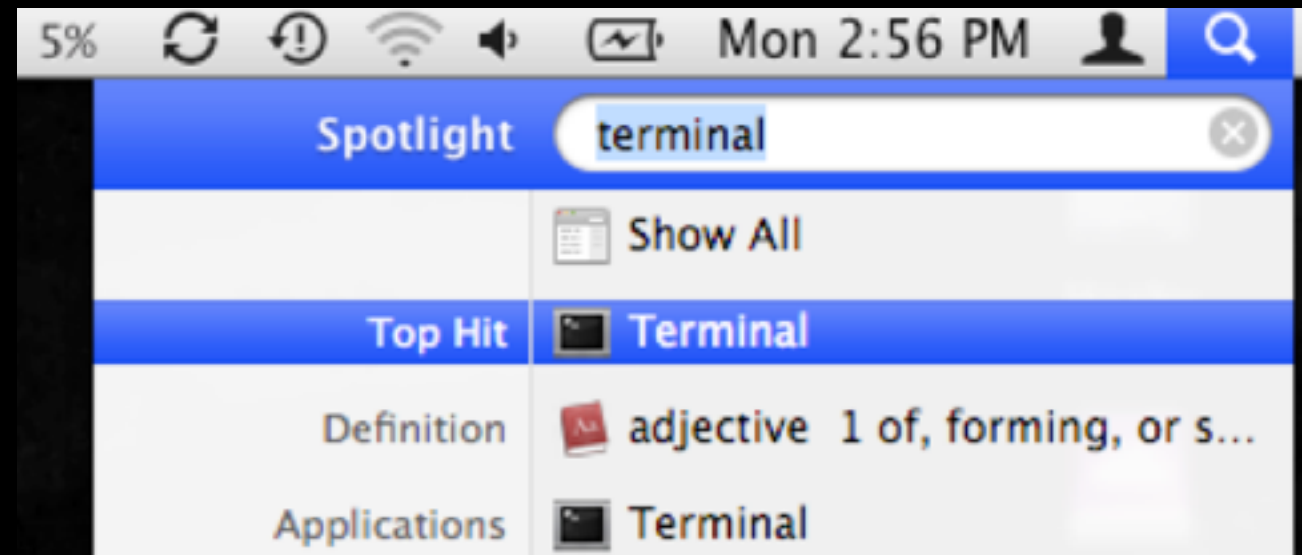 5% Mon 2:56 PM
Spotlight terminal
Show All
Top Hit Terminal
Definition adjective 1 of, forming, or s...
Applications Terminal